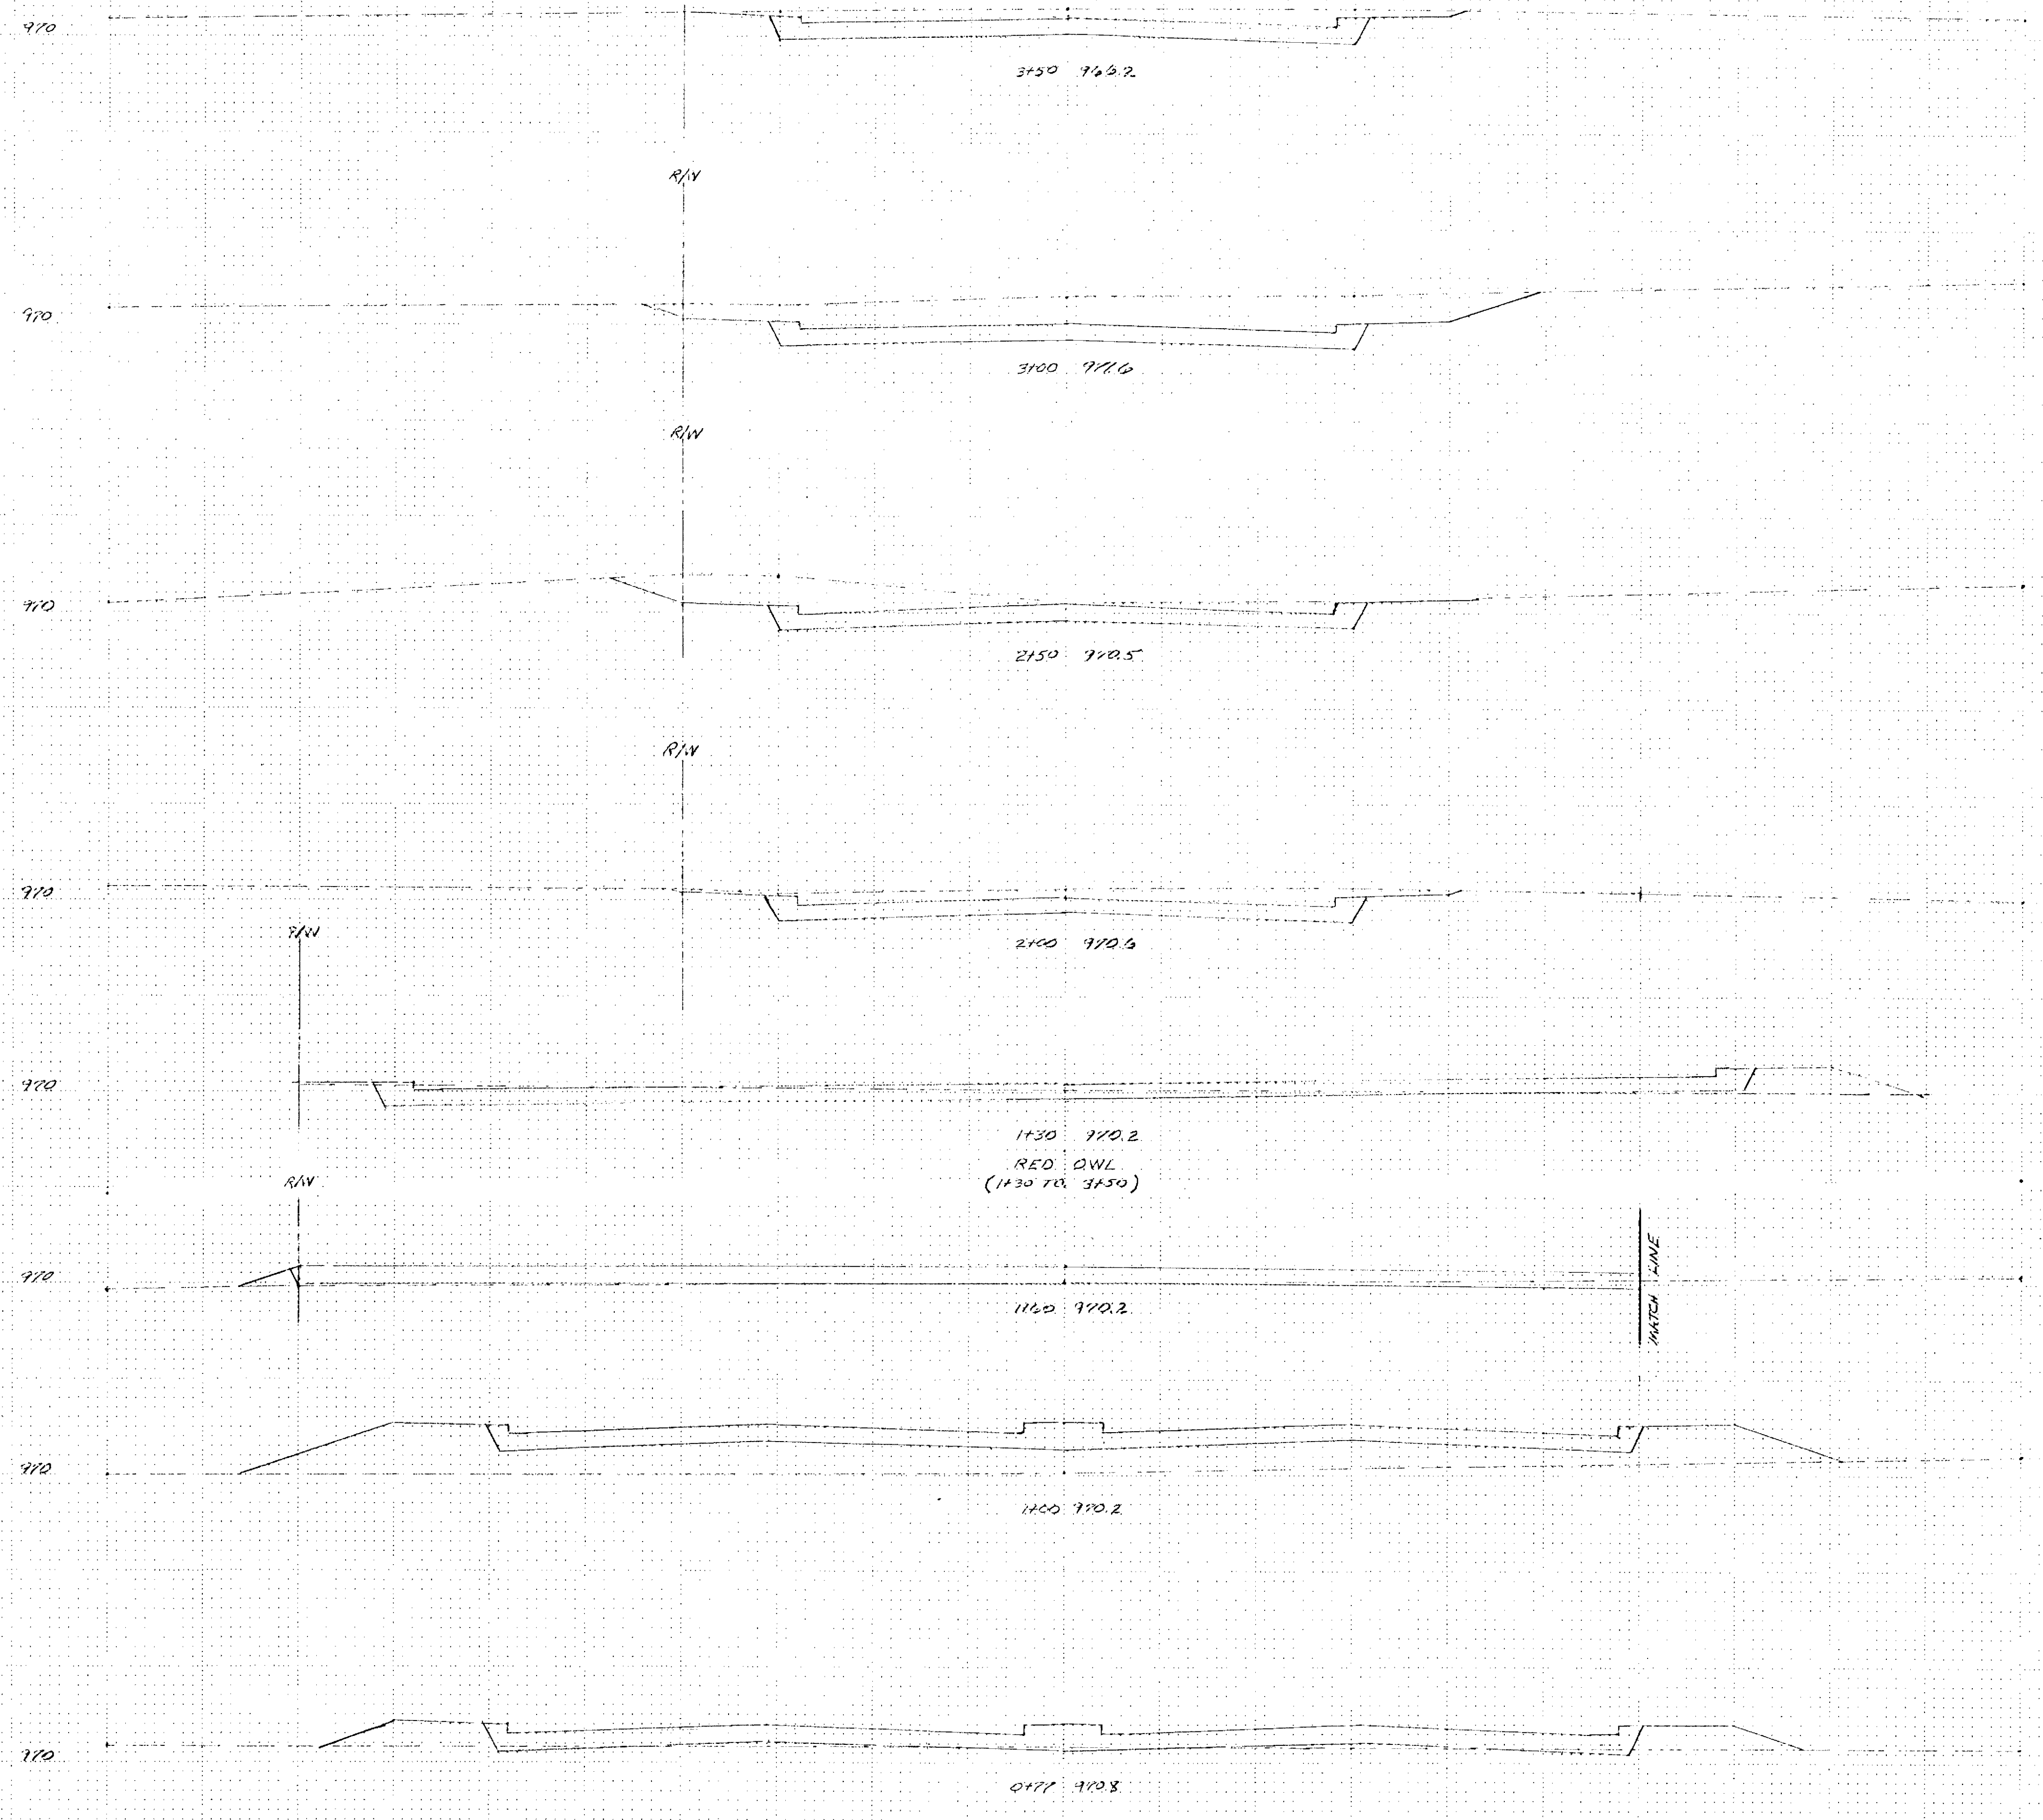 970
3+50 966.2
R/W
970
3+00 971.6
R/W
970
2+50 970.5
R/W
970
2+00 970.6
R/W
970
1+30 970.2
RED OWL
(1+30 TO 3+50)
R/W
970
1+60 970.2
MATCH LINE
970
1+00 970.2
970
0+77 970.8